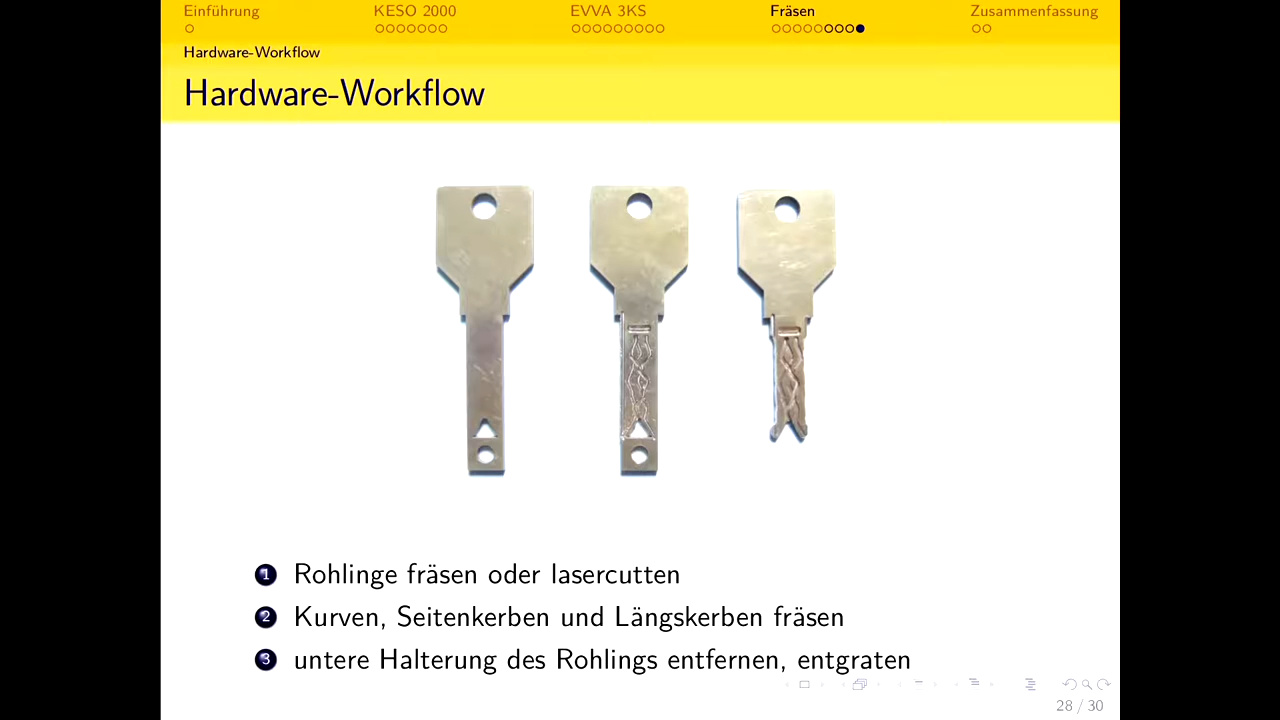 Einführung KESO 2000 EVVA 3KS Fräsen Zusammenfassung
Hardware-Workflow
Hardware-Workflow
1 Rohlinge fräsen oder lasercutten
2 Kurven, Seitenkerben und Längskerben fräsen
3 untere Halterung des Rohlings entfernen, entgraten
28 / 30